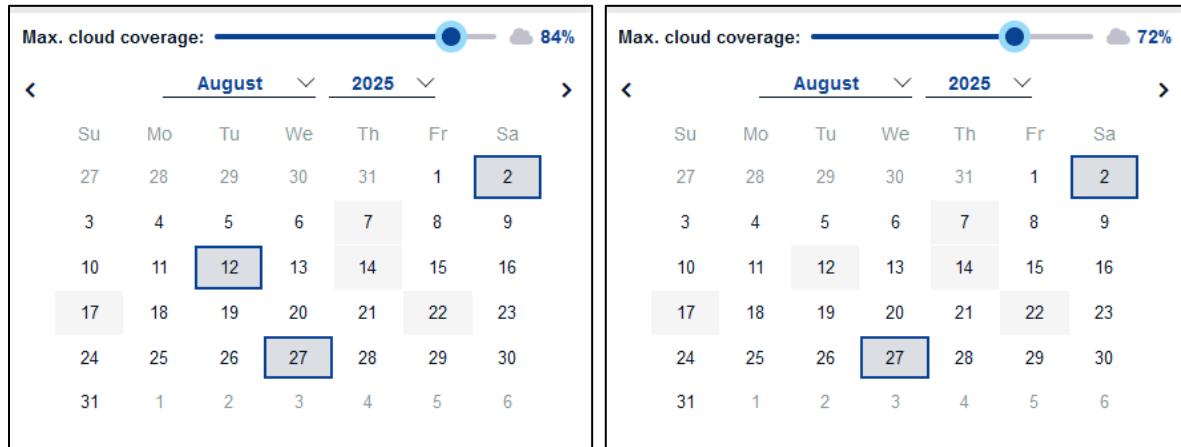 Max. cloud coverage: 84%
August 2025
Su Mo Tu We Th Fr Sa
27 28 29 30 31 1 2
3 4 5 6 7 8 9
10 11 12 13 14 15 16
17 18 19 20 21 22 23
24 25 26 27 28 29 30
31 1 2 3 4 5 6
Max. cloud coverage: 72%
August 2025
Su Mo Tu We Th Fr Sa
27 28 29 30 31 1 2
3 4 5 6 7 8 9
10 11 12 13 14 15 16
17 18 19 20 21 22 23
24 25 26 27 28 29 30
31 1 2 3 4 5 6